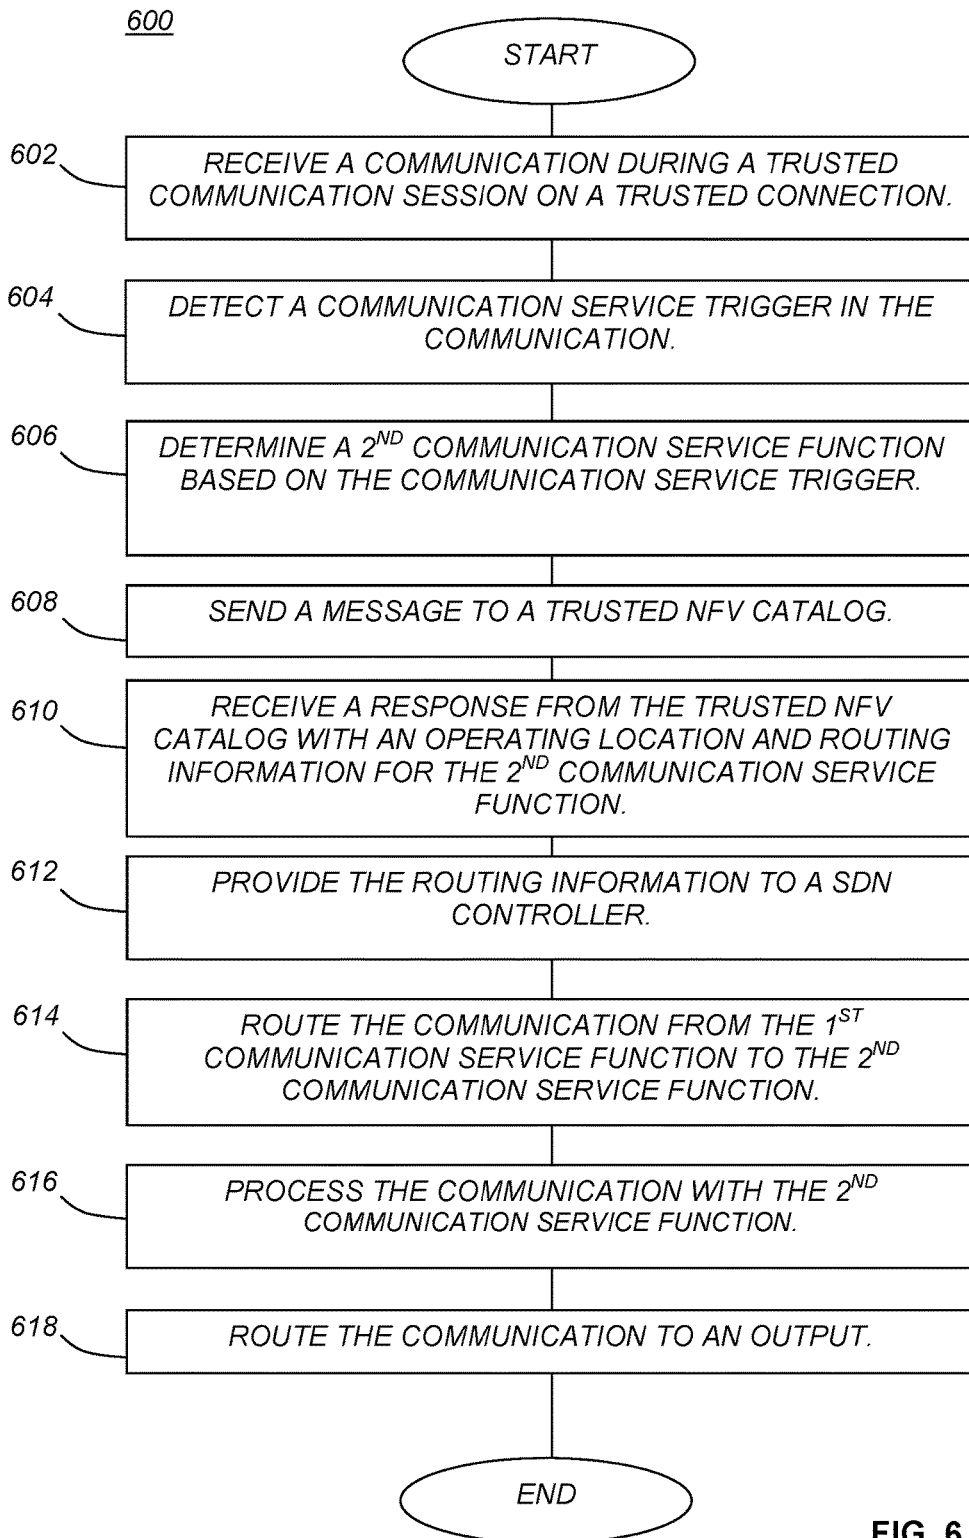 600
START
602
RECEIVE A COMMUNICATION DURING A TRUSTED
COMMUNICATION SESSION ON A TRUSTED CONNECTION.
604
DETECT A COMMUNICATION SERVICE TRIGGER IN THE
COMMUNICATION.
606
DETERMINE A 2ND COMMUNICATION SERVICE FUNCTION
BASED ON THE COMMUNICATION SERVICE TRIGGER.
608
SEND A MESSAGE TO A TRUSTED NFV CATALOG.
610
RECEIVE A RESPONSE FROM THE TRUSTED NFV
CATALOG WITH AN OPERATING LOCATION AND ROUTING
INFORMATION FOR THE 2ND COMMUNICATION SERVICE
FUNCTION.
612
PROVIDE THE ROUTING INFORMATION TO A SDN
CONTROLLER.
614
ROUTE THE COMMUNICATION FROM THE 1ST
COMMUNICATION SERVICE FUNCTION TO THE 2ND
COMMUNICATION SERVICE FUNCTION.
616
PROCESS THE COMMUNICATION WITH THE 2ND
COMMUNICATION SERVICE FUNCTION.
618
ROUTE THE COMMUNICATION TO AN OUTPUT.
END
FIG. 6